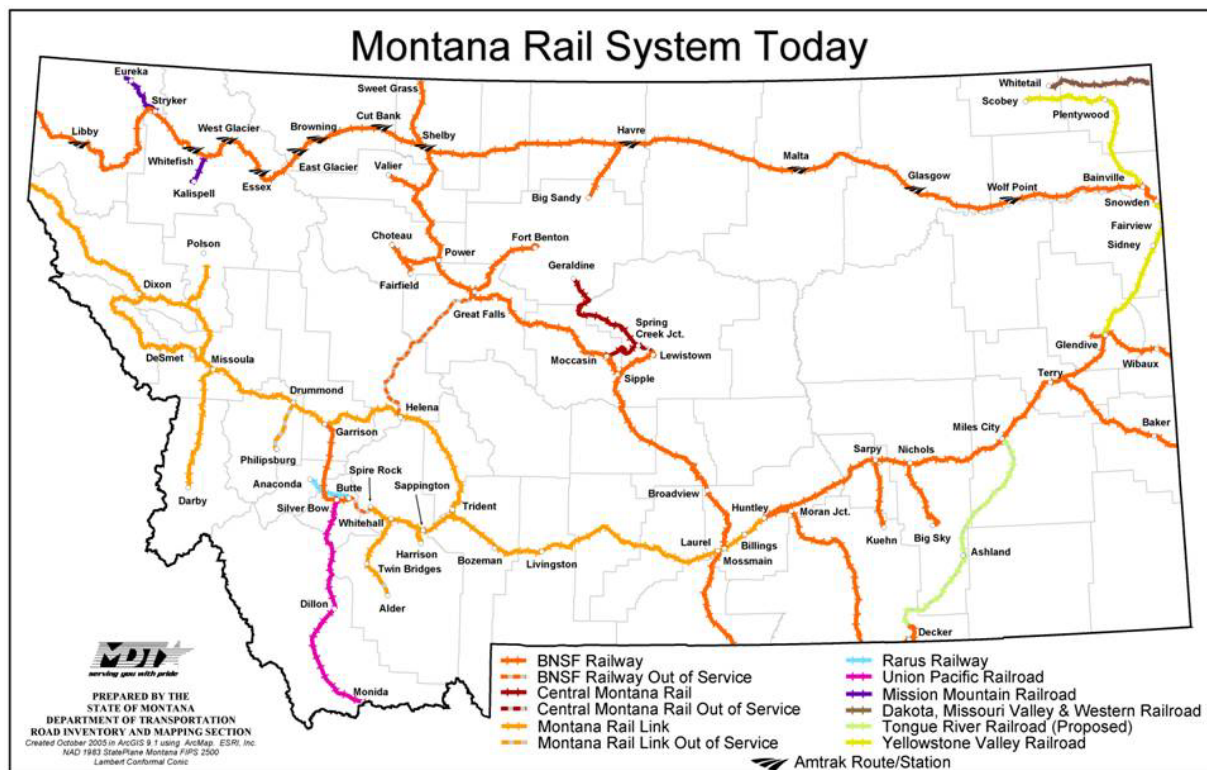 Montana Rail System Today
Eureka
Stryker
Sweet Grass
Whitetail
Scobey
Plentywood
Libby
West Glacier
Browning
Cut Bank
Shelby
Havre
Whitefish
East Glacier
Valier
Malta
Glasgow
Bainville
Kalispell
Essex
Big Sandy
Wolf Point
Snowden
Fairview
Sidney
Polson
Choteau
Power
Fort Benton
Geraldine
Dixon
Fairfield
Great Falls
Spring
Creek Jct.
Glendive
DeSmet
Missoula
Moccasin
Lewistown
Wibaux
Sipple
Terry
Drummond
Helena
Garrison
Miles City
Baker
Philipsburg
Sarpy
Nichols
Anaconda
Butte
Spire Rock
Sappington
Darby
Silver Bow
Trident
Broadview
Huntley
Moran Jct.
Whitehall
Laurel
Billings
Kuehn
Big Sky
Harrison
Bozeman
Livingston
Mossmain
Ashland
Twin Bridges
Dillon
Alder
Decker
Monida
MDT
serving you with pride
PREPARED BY THE
STATE OF MONTANA
DEPARTMENT OF TRANSPORTATION
ROAD INVENTORY AND MAPPING SECTION
Created October 2005 in ArcGIS 9.1 using ArcMap. ESRI, Inc.
NAD 1983 StatePlane Montana FIPS 2500
Lambert Conformal Conic
BNSF Railway
BNSF Railway Out of Service
Central Montana Rail
Central Montana Rail Out of Service
Montana Rail Link
Montana Rail Link Out of Service
Rarus Railway
Union Pacific Railroad
Mission Mountain Railroad
Dakota, Missouri Valley & Western Railroad
Tongue River Railroad (Proposed)
Yellowstone Valley Railroad
Amtrak Route/Station